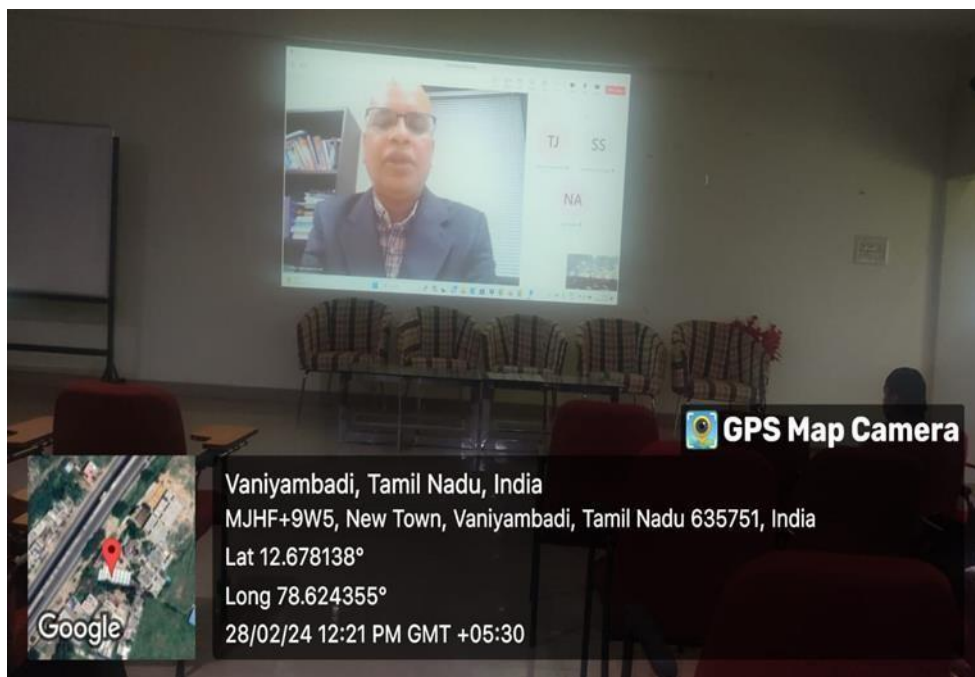 TJ
SS
NA
GPS Map Camera
Vaniyambadi, Tamil Nadu, India
MJHF+9W5, New Town, Vaniyambadi, Tamil Nadu 635751, India
Lat 12.678138°
Long 78.624355°
28/02/24 12:21 PM GMT +05:30
Google